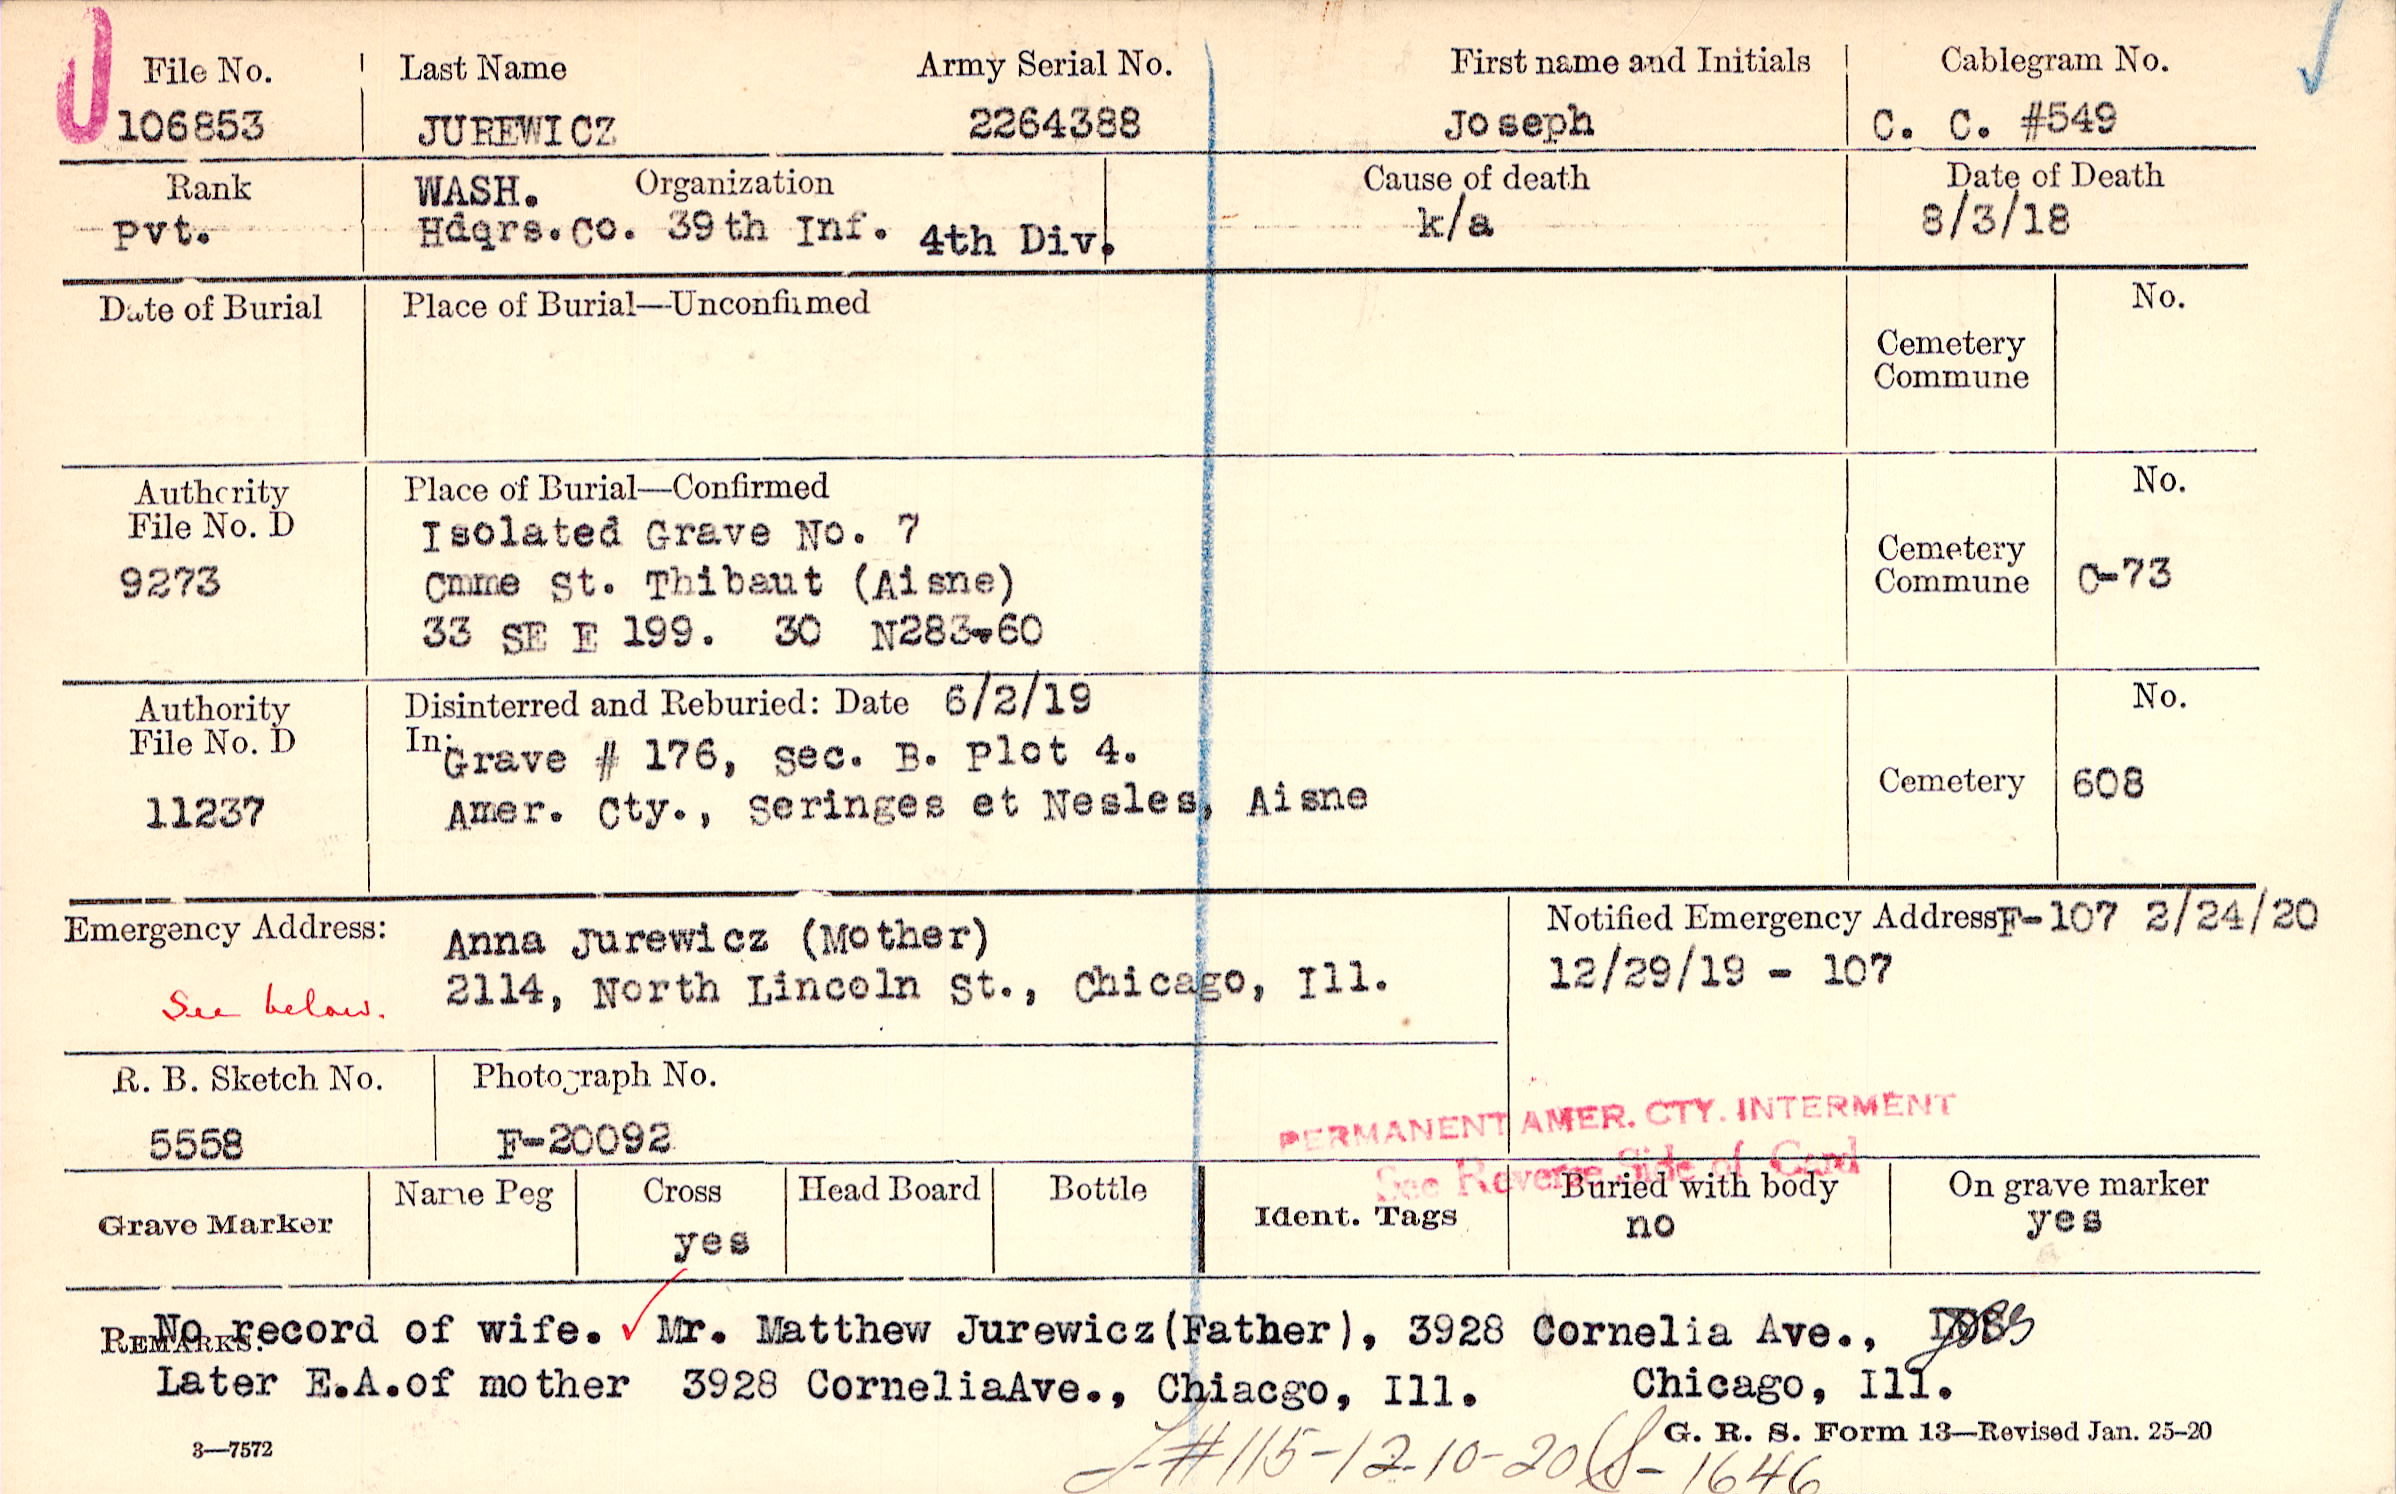 File No. Last Name Army Serial No. First name and Initials Cablegram No.
106853 JUREWICZ 2264388 Joseph C. C. #549
Rank WASH. Organization Cause of death Date of Death
Pvt. Hdqrs.Co. 39th Inf. 4th Div. k/a 8/3/18
Date of Burial Place of Burial—Unconfirmed No.
Cemetery
Commune
Authority Place of Burial—Confirmed No.
File No. D Isolated Grave No. 7
9273 Cmme St. Thibaut (Aisne) Cemetery
Commune C-73
33 SE E 199. 30 N283.60
Authority Disinterred and Reburied: Date 6/2/19 No.
File No. D In: Grave # 176, Sec. B. Plot 4.
Cemetery 608
11237 Amer. Cty., Seringes et Nesles, Aisne
Emergency Address: Anna Jurewicz (Mother) Notified Emergency Address F-107 2/24/20
See below. 2114, North Lincoln St., Chicago, Ill. 12/29/19 - 107
R. B. Sketch No. Photograph No.
5558 F-20092
PERMANENT AMER. CTY. INTERMENT
See Reverse Side of Card
Grave Marker Name Peg Cross Head Board Bottle Ident. Tags Buried with body On grave marker
yes no yes
REMARKS: No record of wife. ✓ Mr. Matthew Jurewicz(Father), 3928 Cornelia Ave.,
Later E.A.of mother 3928 CorneliaAve., Chiacgo, Ill. Chicago, Ill.
3—7572 G. R. S. Form 13—Revised Jan. 25-20
#115-12-10-20 S-1646